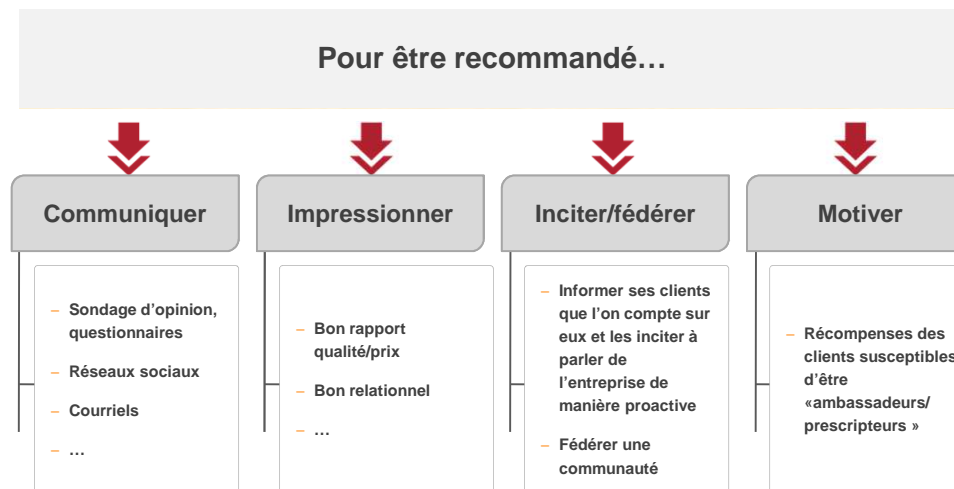 Pour être recommandé…
Communiquer
– Sondage d’opinion,
questionnaires
– Réseaux sociaux
– Courriels
– …
Impressionner
– Bon rapport
qualité/prix
– Bon relationnel
– …
Inciter/fédérer
– Informer ses clients
que l’on compte sur
eux et les inciter à
parler de
l’entreprise de
manière proactive
– Fédérer une
communauté
Motiver
– Récompenses des
clients susceptibles
d’être
«ambassadeurs/
prescripteurs »